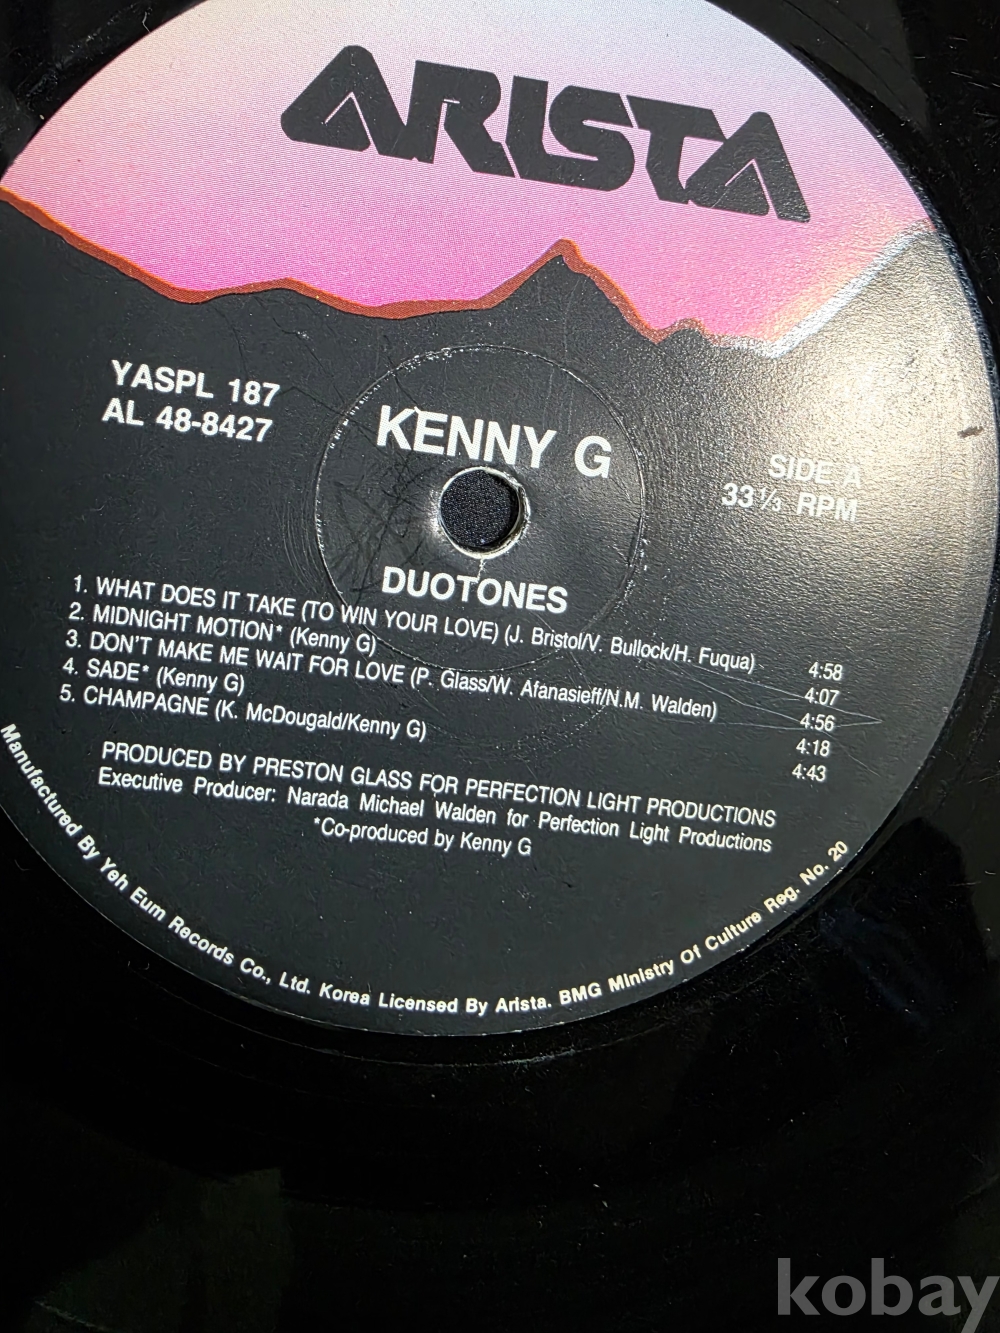 ARISTA
YASPL 187
AL 48-8427
KENNY G
SIDE A
33⅓ RPM
DUOTONES
1. WHAT DOES IT TAKE (TO WIN YOUR LOVE) (J. Bristol/V. Bullock/H. Fuqua) 4:58
2. MIDNIGHT MOTION* (Kenny G) 4:07
3. DON'T MAKE ME WAIT FOR LOVE (P. Glass/W. Afanasieff/N.M. Walden) 4:56
4. SADE* (Kenny G) 4:18
5. CHAMPAGNE (K. McDougald/Kenny G) 4:43
PRODUCED BY PRESTON GLASS FOR PERFECTION LIGHT PRODUCTIONS
Executive Producer: Narada Michael Walden for Perfection Light Productions
*Co-produced by Kenny G
Manufactured By Yeh Eum Records Co., Ltd. Korea Licensed By Arista. BMG Ministry Of Culture Reg. No. 20
kobay